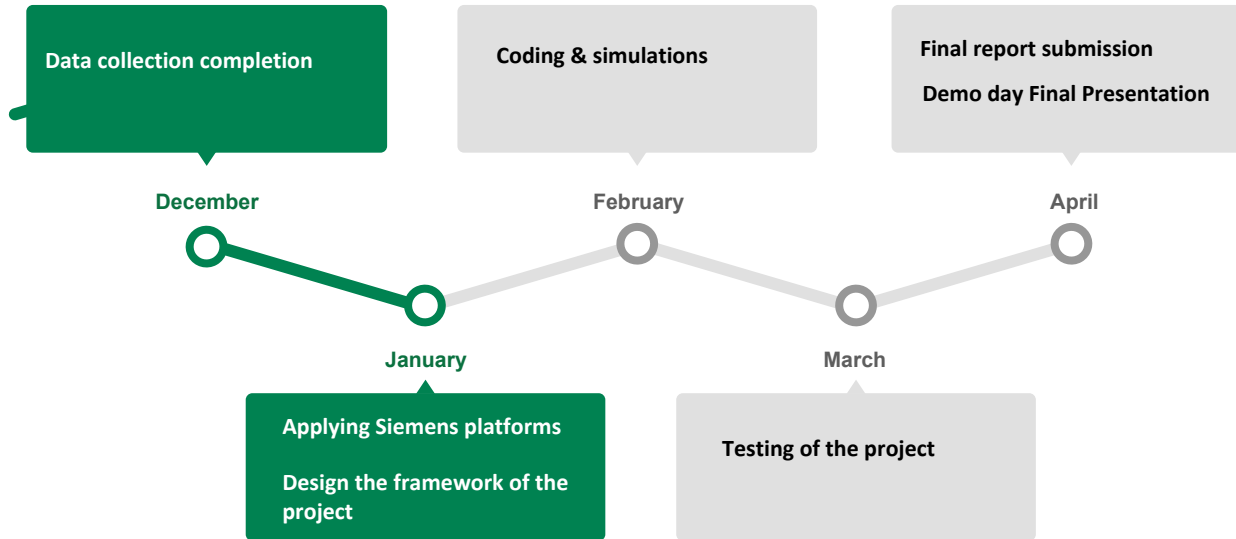 Data collection completion
Coding & simulations
Final report submission
Demo day Final Presentation
December
February
April
January
March
Applying Siemens platforms
Design the framework of the
project
Testing of the project